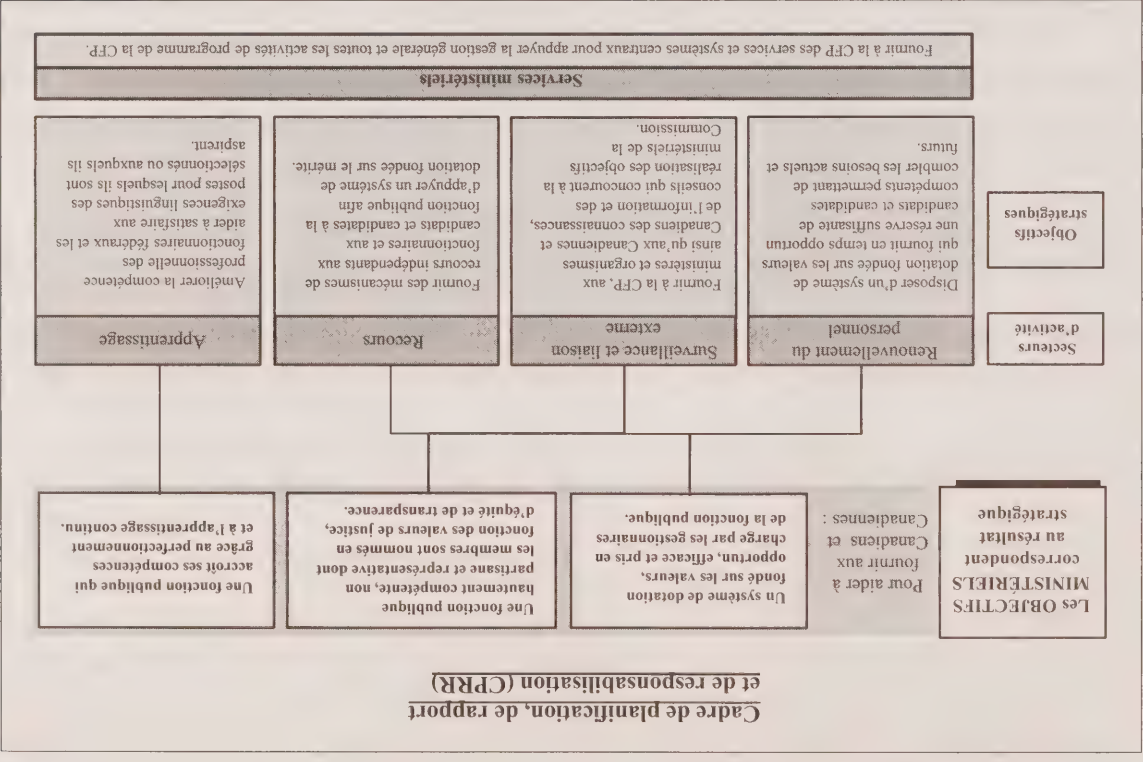 Cadre de planification, de rapport
et de responsabilisation (CPRR)
Les OBJECTIFS
MINISTÉRIELS
correspondent
au résultat
stratégique
Pour aider à
fournir aux
Canadiens et
Canadiennes :
Un système de dotation
fondé sur les valeurs,
opportun, efficace et pris en
charge par les gestionnaires
de la fonction publique.
Une fonction publique
hautement compétente, non
partisane et représentative dont
les membres sont nommés en
fonction des valeurs de justice,
d'équité et de transparence.
Une fonction publique qui
accroît ses compétences
grâce au perfectionnement
et à l'apprentissage continu.
Secteurs
d'activité
Renouvellement du
personnel
Surveillance et liaison
externe
Recours
Apprentissage
Objectifs
stratégiques
Disposer d'un système de
dotation fondée sur les valeurs
qui fournit en temps opportun
une réserve suffisante de
candidats et candidates
compétents permettant de
combler les besoins actuels et
futurs.
Fournir à la CFP, aux
ministères et organismes
ainsi qu'aux Canadiennes et
Canadiens des connaissances,
de l'information et des
conseils qui concourent à la
réalisation des objectifs
ministériels de la
Commission.
Fournir des mécanismes de
recours indépendants aux
fonctionnaires et aux
candidats et candidates à la
fonction publique afin
d'appuyer un système de
dotation fondée sur le mérite.
Améliorer la compétence
professionnelle des
fonctionnaires fédéraux et les
aider à satisfaire aux
exigences linguistiques des
postes pour lesquels ils sont
sélectionnés ou auxquels ils
aspirent.
Services ministériels
Fournir à la CFP des services et systèmes centraux pour appuyer la gestion générale et toutes les activités de programme de la CFP.